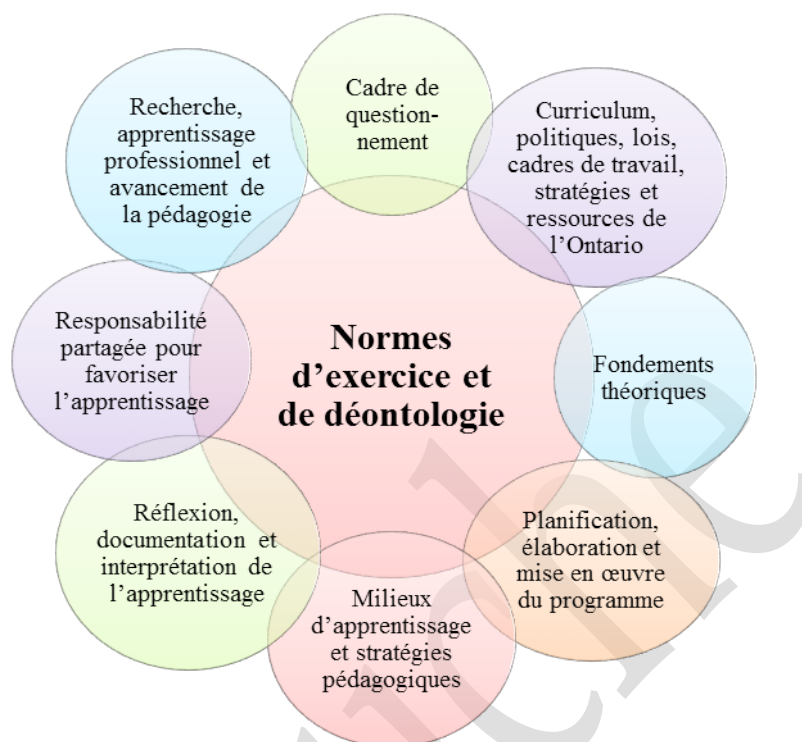 Cadre de
question-
nement
Curriculum,
politiques, lois,
cadres de travail,
stratégies et
ressources de
l’Ontario
Fondements
théoriques
Planification,
élaboration et
mise en œuvre
du programme
Milieux
d’apprentissage
et stratégies
pédagogiques
Réflexion,
documentation et
interprétation de
l’apprentissage
Responsabilité
partagée pour
favoriser
l’apprentissage
Recherche,
apprentissage
professionnel et
avancement de
la pédagogie
Normes
d’exercice et
de déontologie